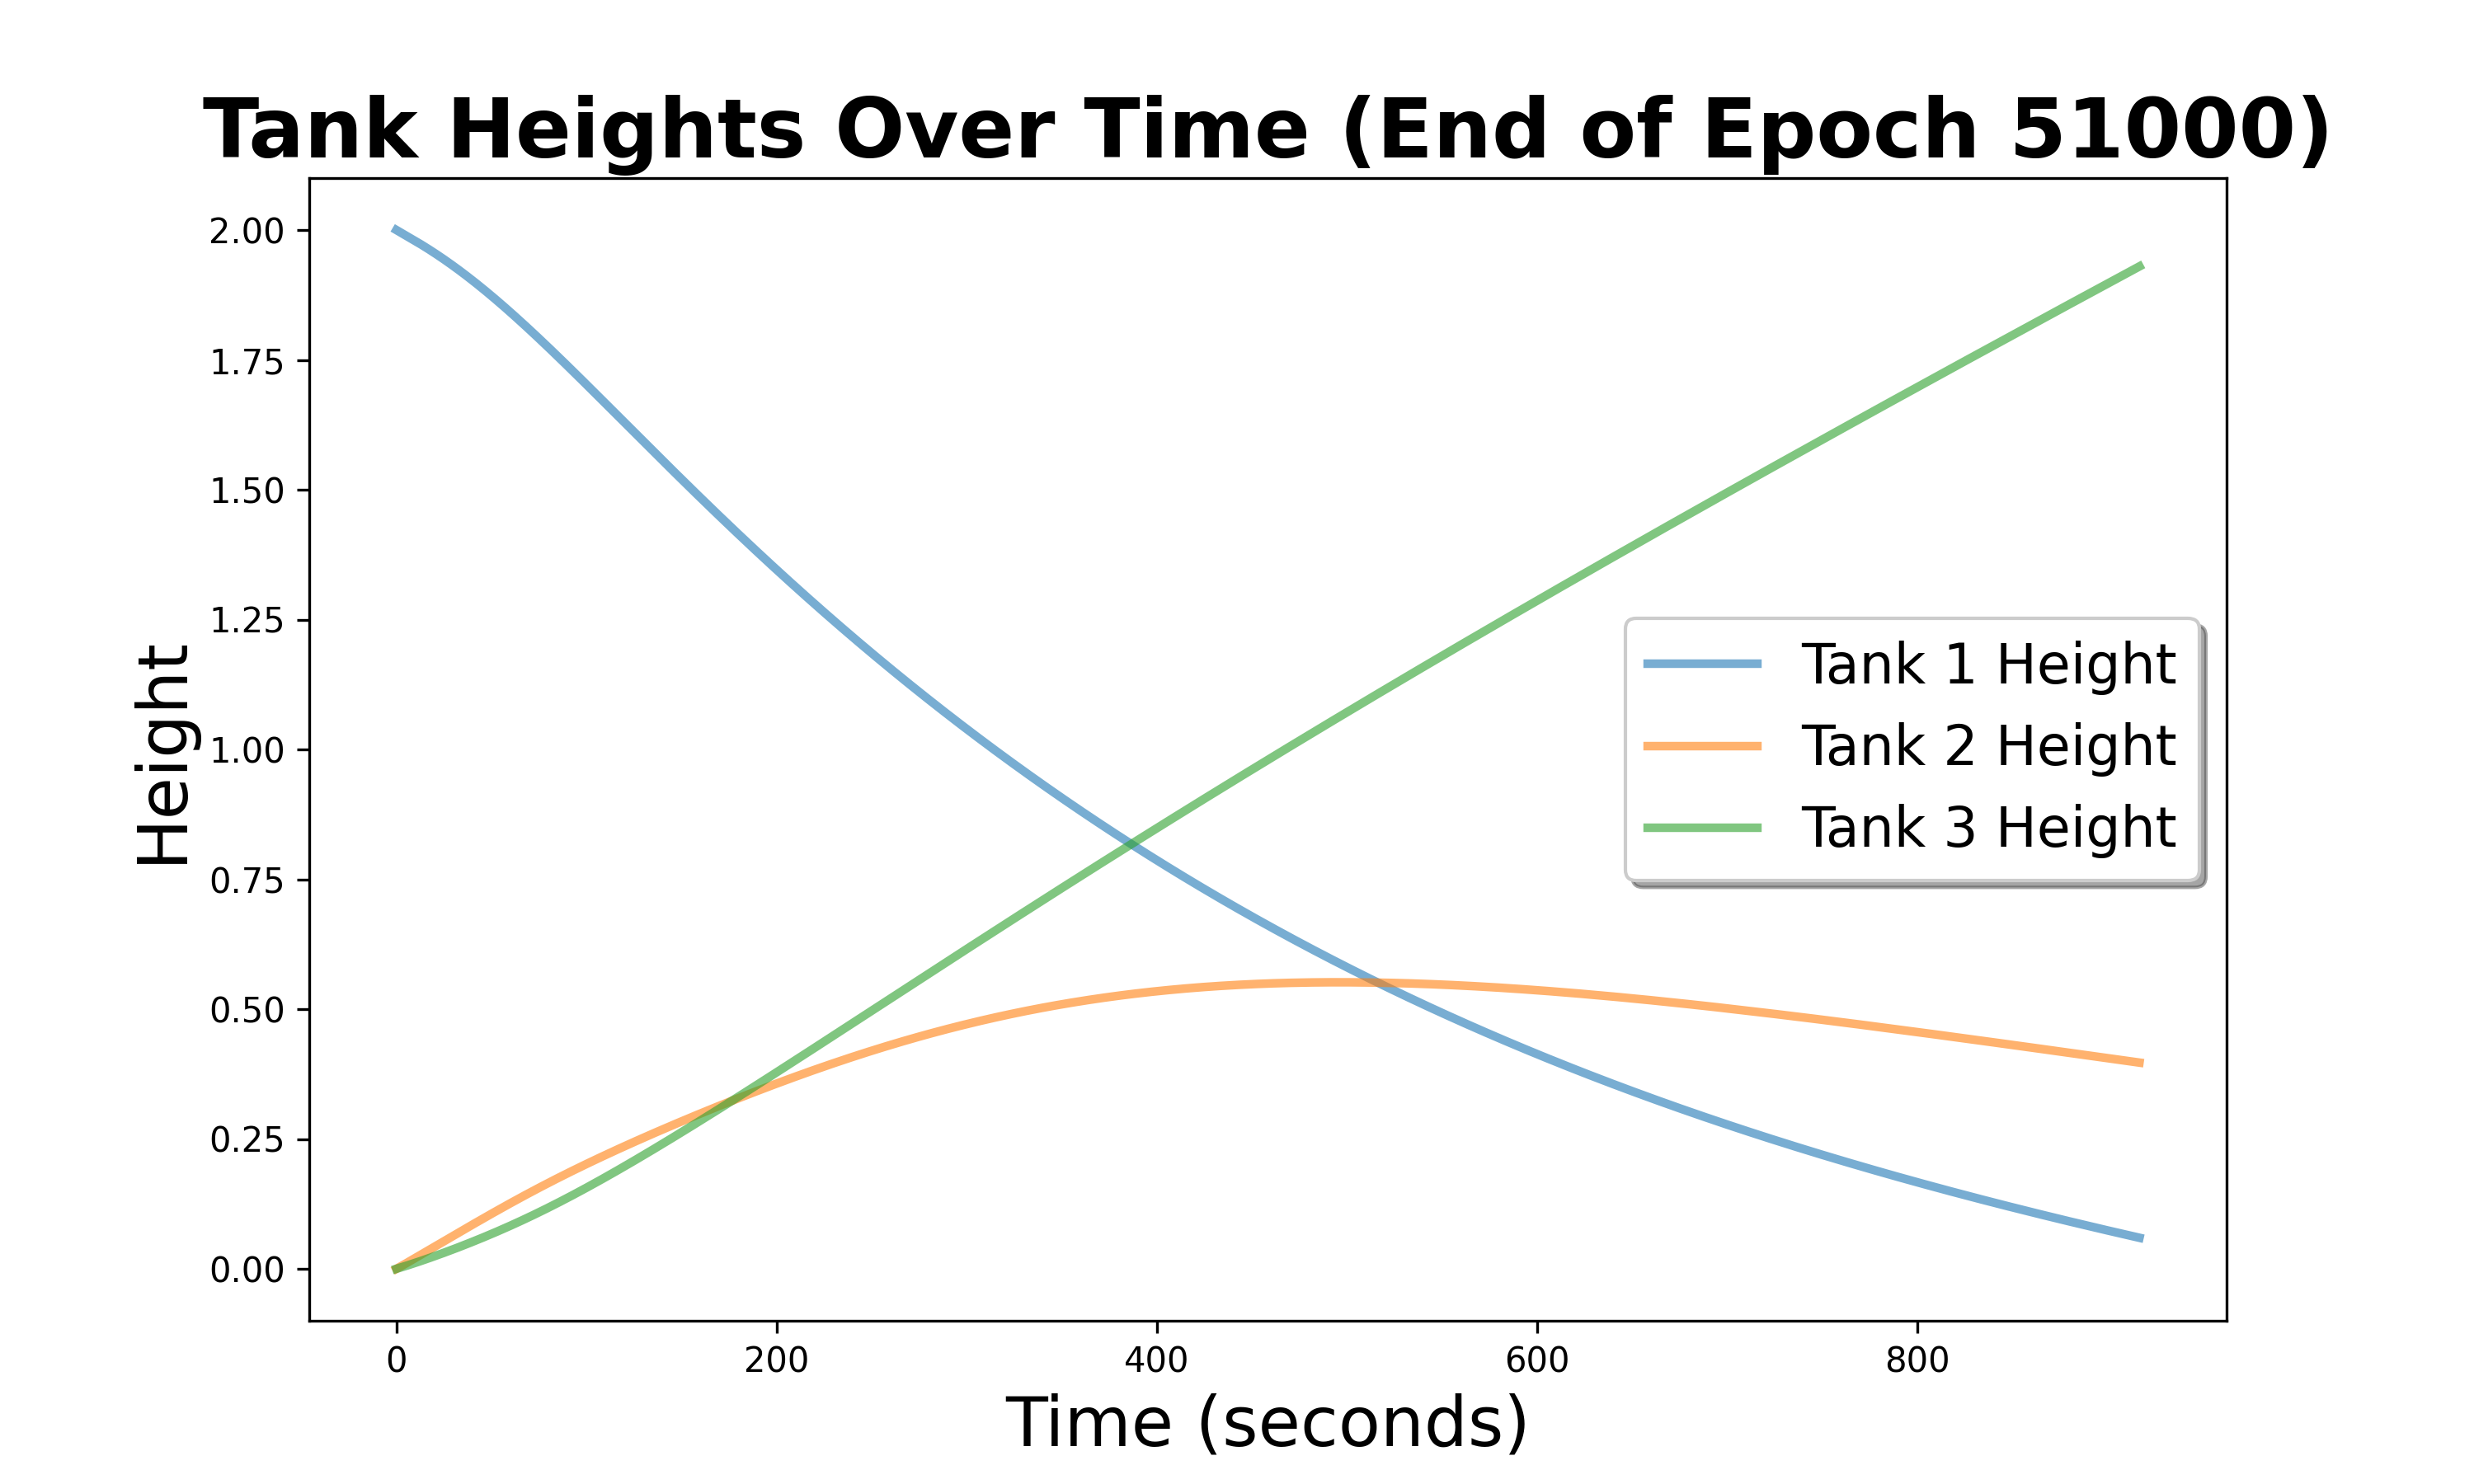 Tank Heights Over Time (End of Epoch 51000)
Height
2.00
1.75
1.50
1.25
1.00
0.75
0.50
0.25
0.00
Tank 1 Height
Tank 2 Height
Tank 3 Height
0 200 400 600 800
Time (seconds)